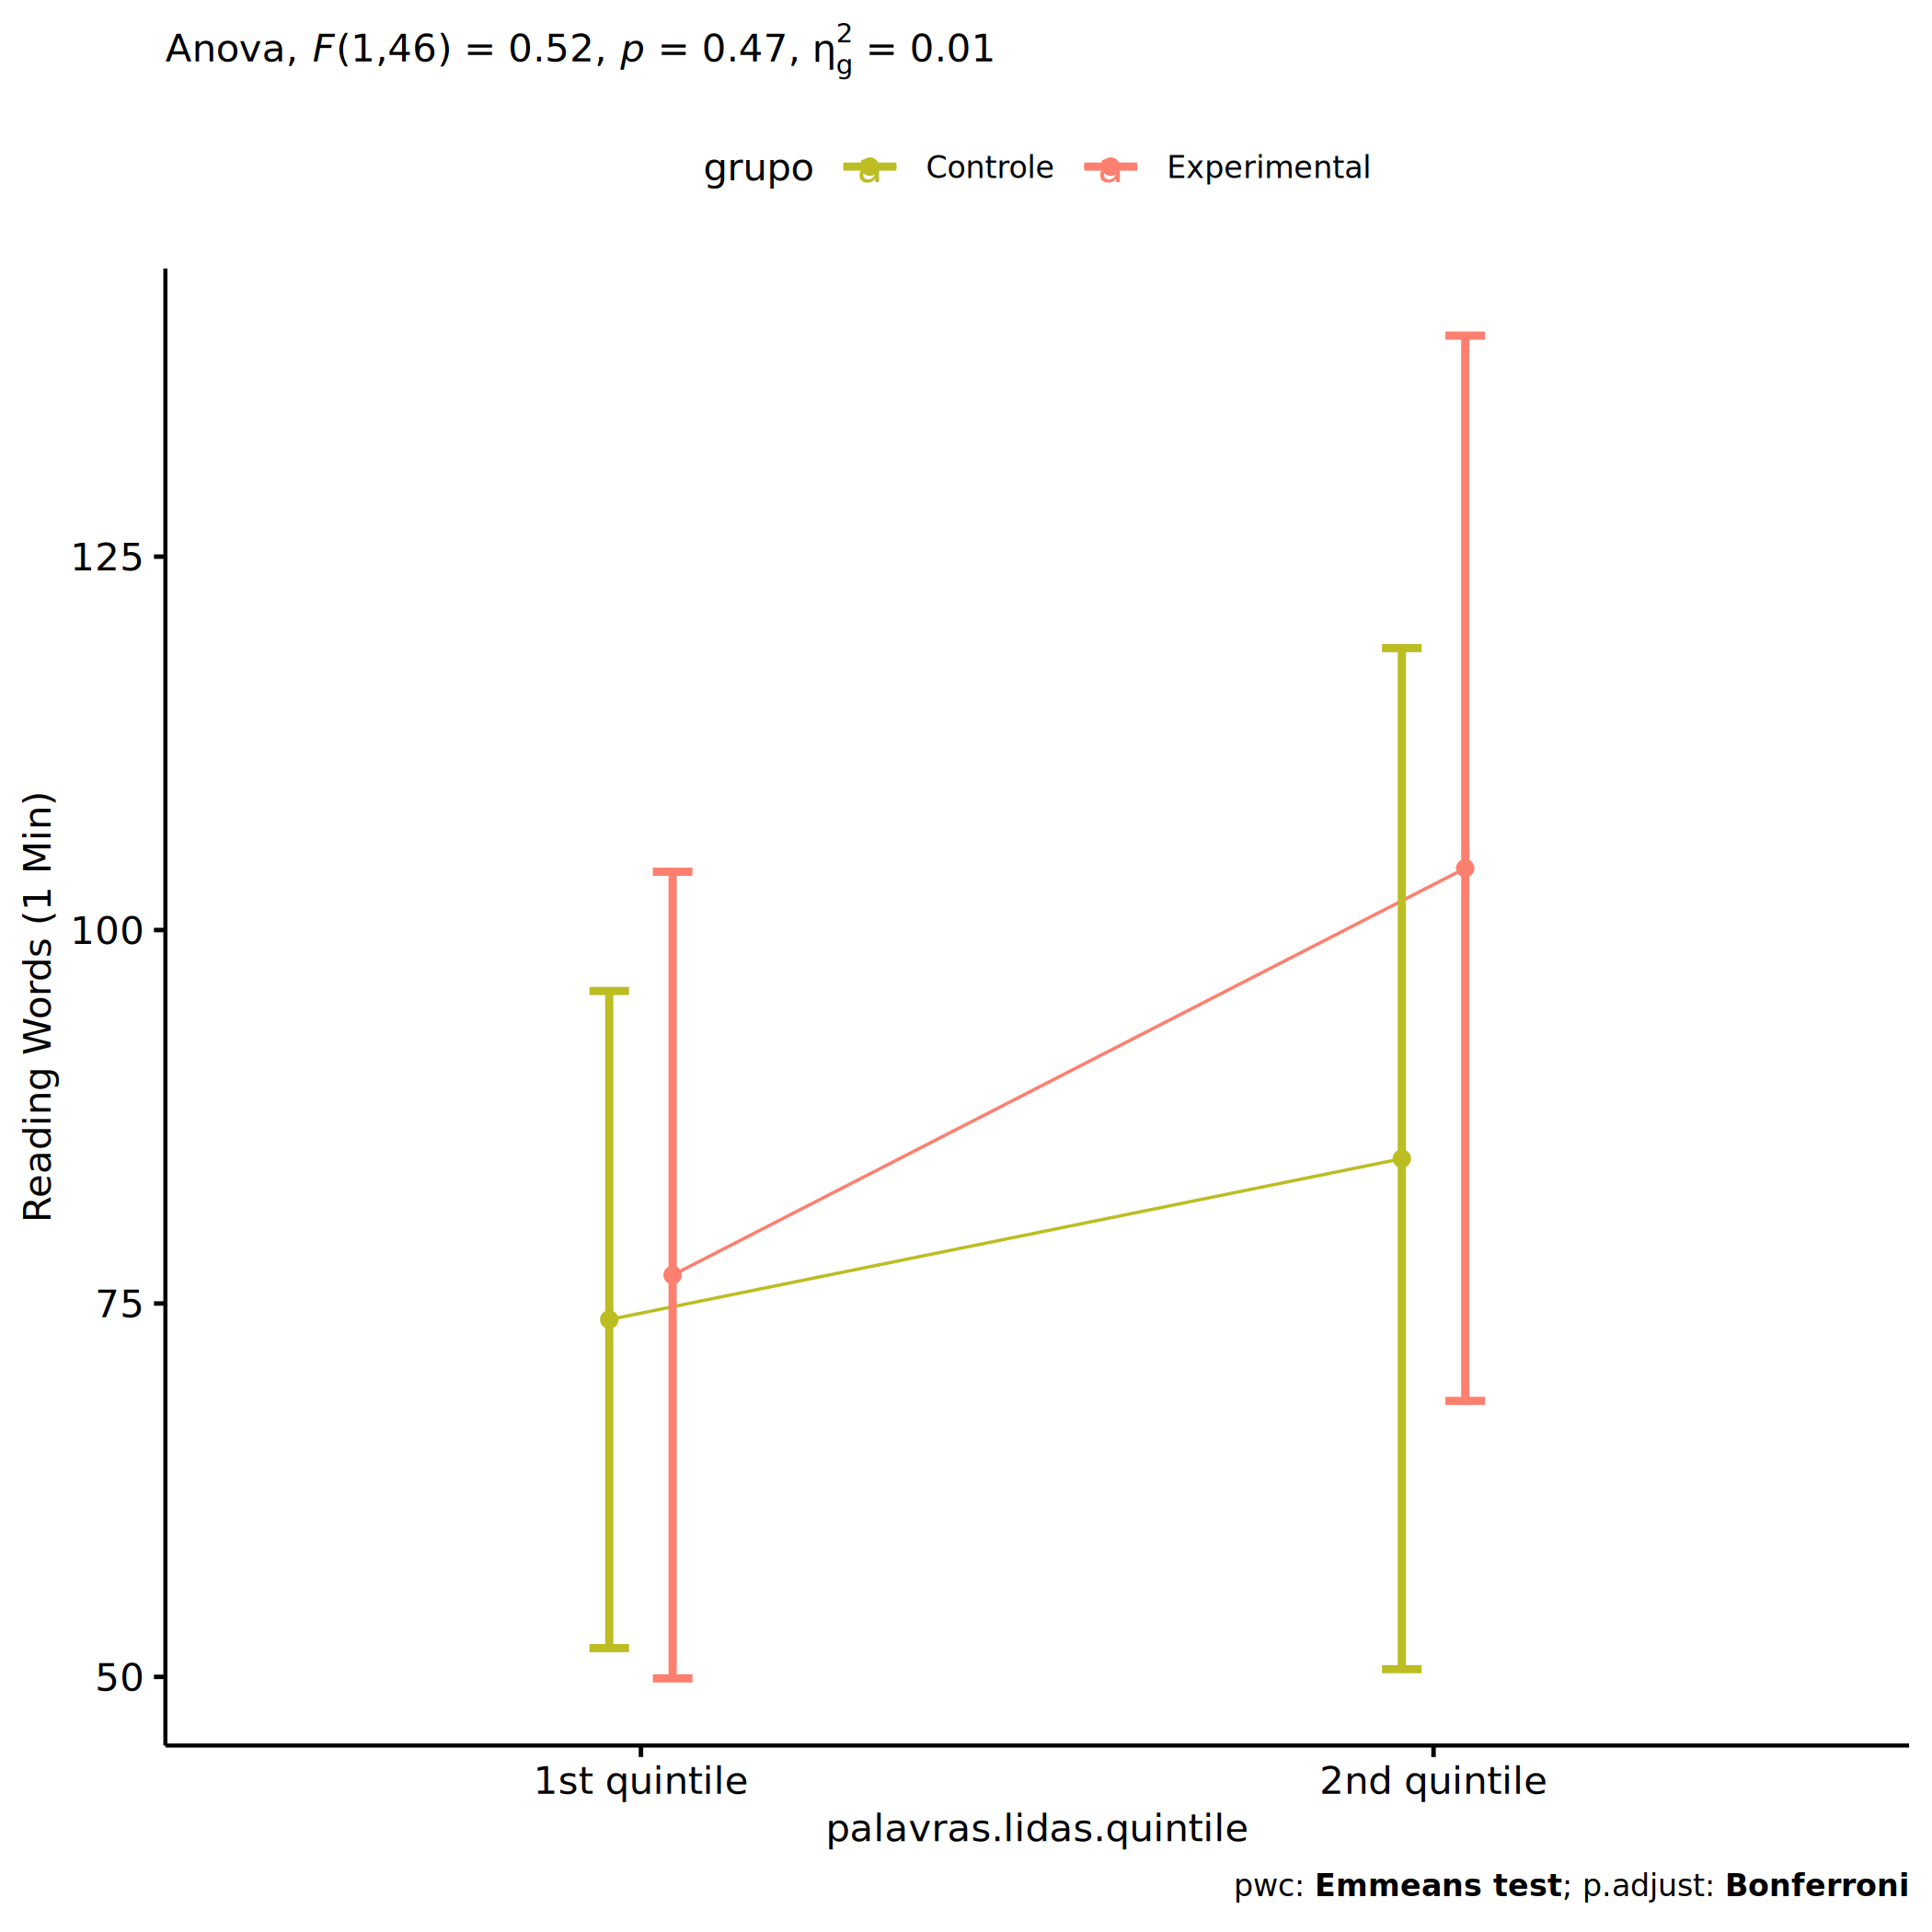 Anova, F(1,46) = 0.52, p = 0.47, η²g = 0.01
grupo Controle Experimental
Reading Words (1 Min)
125
100
75
50
1st quintile 2nd quintile
palavras.lidas.quintile
pwc: Emmeans test; p.adjust: Bonferroni